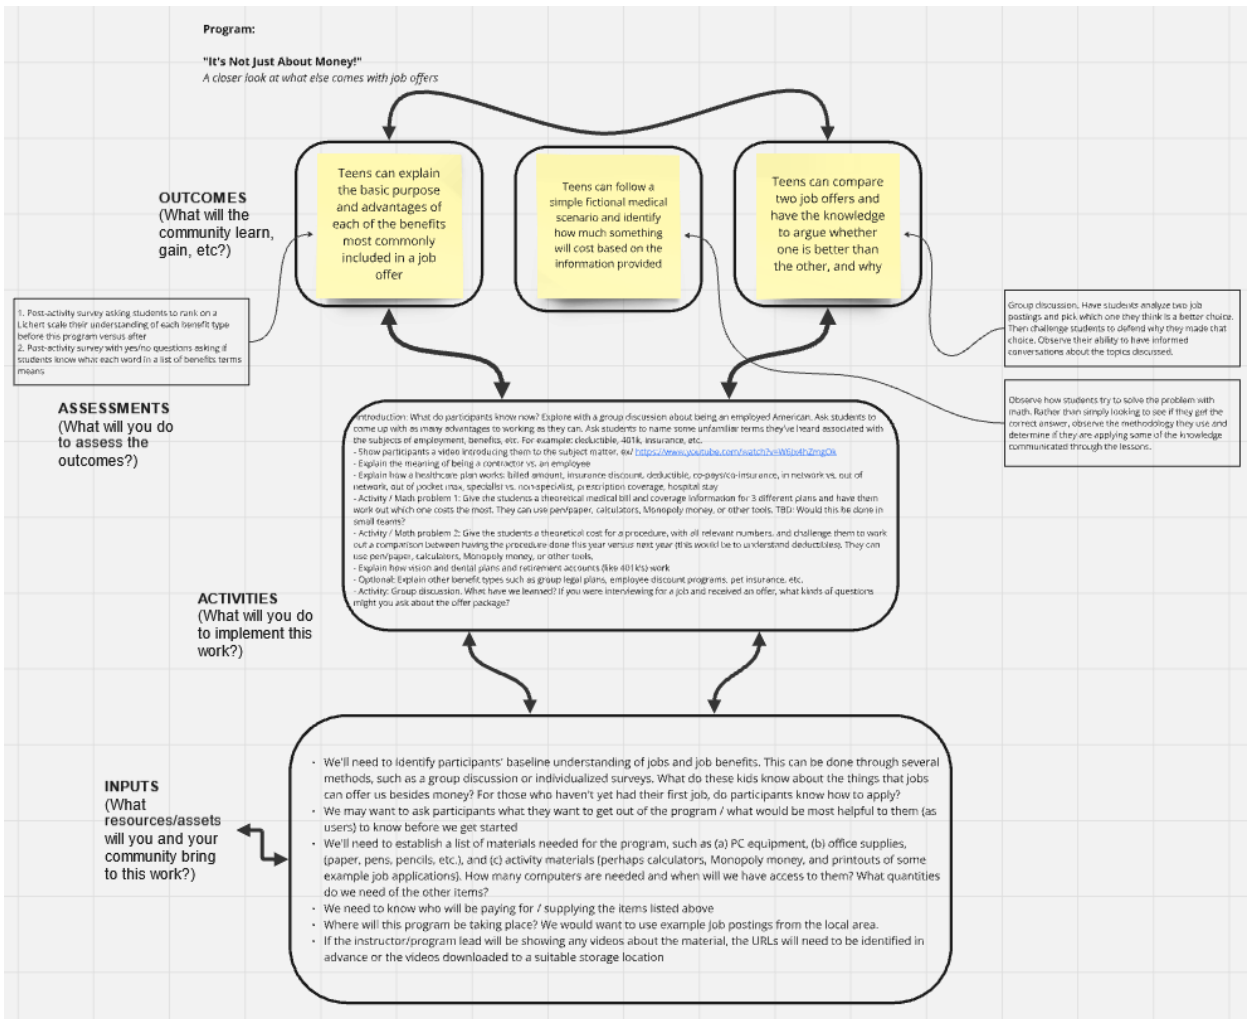 Program:
"It's Not Just About Money!"
A closer look at what else comes with job offers
OUTCOMES
(What will the
community learn,
gain, etc?)
Teens can explain
the basic purpose
and advantages of
each of the benefits
most commonly
included in a job
offer
Teens can follow a
simple fictional medical
scenario and identify
how much something
will cost based on the
information provided
Teens can compare
two job offers and
have the knowledge
to argue whether
one is better than
the other, and why
1. Post-activity survey asking students to rank on a
Lichert scale their understanding of each benefit type
before this program versus after
2. Post-activity survey with yes/no questions asking if
students know what each word in a list of benefits terms
means
Group discussion. Have students analyze two job
postings and pick which one they think is a better choice.
Then challenge students to defend why they made that
choice. Observe their ability to have informed
conversations about the topics discussed.
Observe how students try to solve the problem with
math. Rather than simply looking to see if they get the
correct answer, observe the methodology they use and
determine if they are applying some of the knowledge
communicated through the lessons.
ASSESSMENTS
(What will you do
to assess the
outcomes?)
Introduction: What do participants know now? Explore with a group discussion about being an employed American. Ask students to
come up with as many advantages to working as they can. Ask students to name some unfamiliar terms they've heard associated with
the subjects of employment, benefits, etc. For example: deductible, 401k, insurance, etc.
- Show participants a video introducing them to the subject matter, ex/
- Explain the meaning of being a contractor vs. an employee
- Explain how a healthcare plan works: billed amount, insurance discount, deductible, co-pays/co-insurance, in network vs. out of
network, out of pocket max, specialist vs. non-specialist, prescription coverage, hospital stay
- Activity / Math problem 1: Give the students a theoretical medical bill and coverage information for 3 different plans and have them
work out which one costs the most. They can use pen/paper, calculators, Monopoly money, or other tools. TBD: Would this be done in
small teams?
- Activity / Math problem 2: Give the students a theoretical cost for a procedure, with all relevant numbers, and challenge them to work
out a comparison between having the procedure done this year versus next year (this would be to understand deductibles). They can
use pen/paper, calculators, Monopoly money, or other tools.
- Explain how vision and dental plans and retirement accounts (like 401k's) work
- Optional: Explain other benefit types such as group legal plans, employee discount programs, pet insurance, etc.
- Activity: Group discussion. What have we learned? If you were interviewing for a job and received an offer, what kinds of questions
might you ask about the offer package?
ACTIVITIES
(What will you do
to implement this
work?)
INPUTS
(What
resources/assets
will you and your
community bring
to this work?)
· We'll need to identify participants' baseline understanding of jobs and job benefits. This can be done through several
methods, such as a group discussion or individualized surveys. What do these kids know about the things that jobs
can offer us besides money? For those who haven't yet had their first job, do participants know how to apply?
· We may want to ask participants what they want to get out of the program / what would be most helpful to them (as
users) to know before we get started
· We'll need to establish a list of materials needed for the program, such as (a) PC equipment, (b) office supplies,
(paper, pens, pencils, etc.), and (c) activity materials (perhaps calculators, Monopoly money, and printouts of some
example job applications). How many computers are needed and when will we have access to them? What quantities
do we need of the other items?
· We need to know who will be paying for / supplying the items listed above
· Where will this program be taking place? We would want to use example job postings from the local area.
· If the instructor/program lead will be showing any videos about the material, the URLs will need to be identified in
advance or the videos downloaded to a suitable storage location